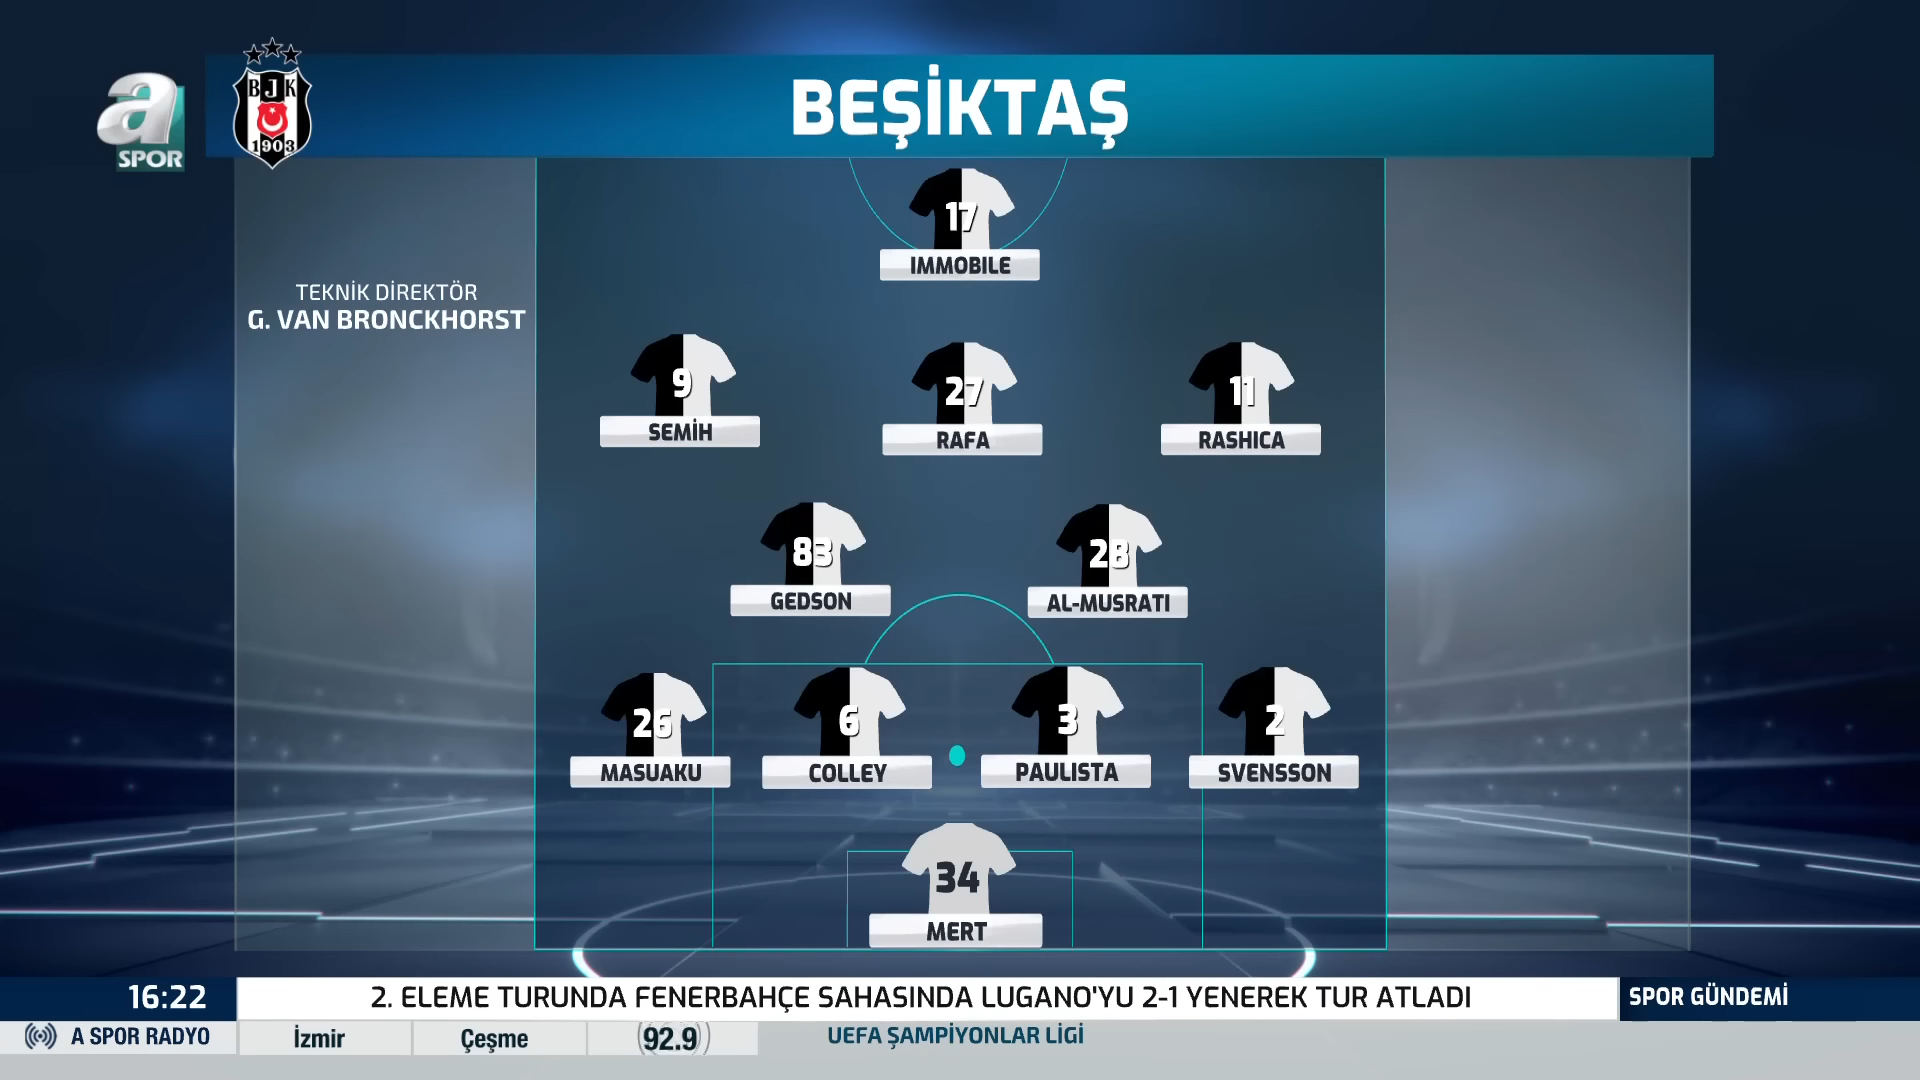 a
SPOR
BJK
1903
BEŞİKTAŞ
17
IMMOBILE
TEKNİK DİREKTÖR
G. VAN BRONCKHORST
9
SEMİH
27
RAFA
11
RASHICA
83
GEDSON
28
AL-MUSRATI
26
MASUAKU
6
COLLEY
3
PAULISTA
2
SVENSSON
34
MERT
16:22
2. ELEME TURUNDA FENERBAHÇE SAHASINDA LUGANO'YU 2-1 YENEREK TUR ATLADI
SPOR GÜNDEMİ
A SPOR RADYO
İzmir
Çeşme
92.9
UEFA ŞAMPİYONLAR LİGİ